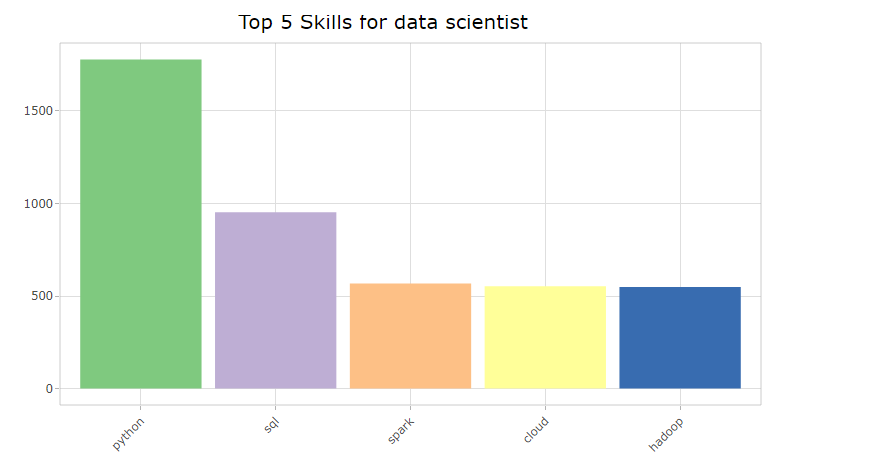 Top 5 Skills for data scientist
1500
1000
500
0
python
sql
spark
cloud
hadoop